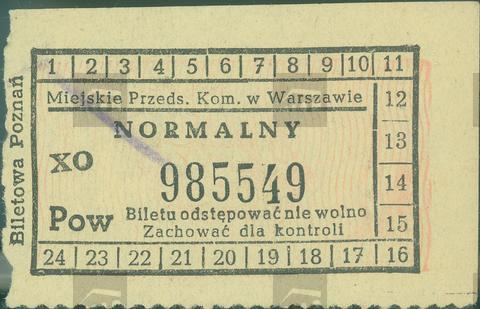 1 2 3 4 5 6 7 8 9 10 11
Miejskie Przeds. Kom. w Warszawie
12
NORMALNY
13
XO
985549
14
Pow
Biletu odstępować nie wolno
15
Zachować dla kontroli
24 23 22 21 20 19 18 17 16
Biletowa Poznań